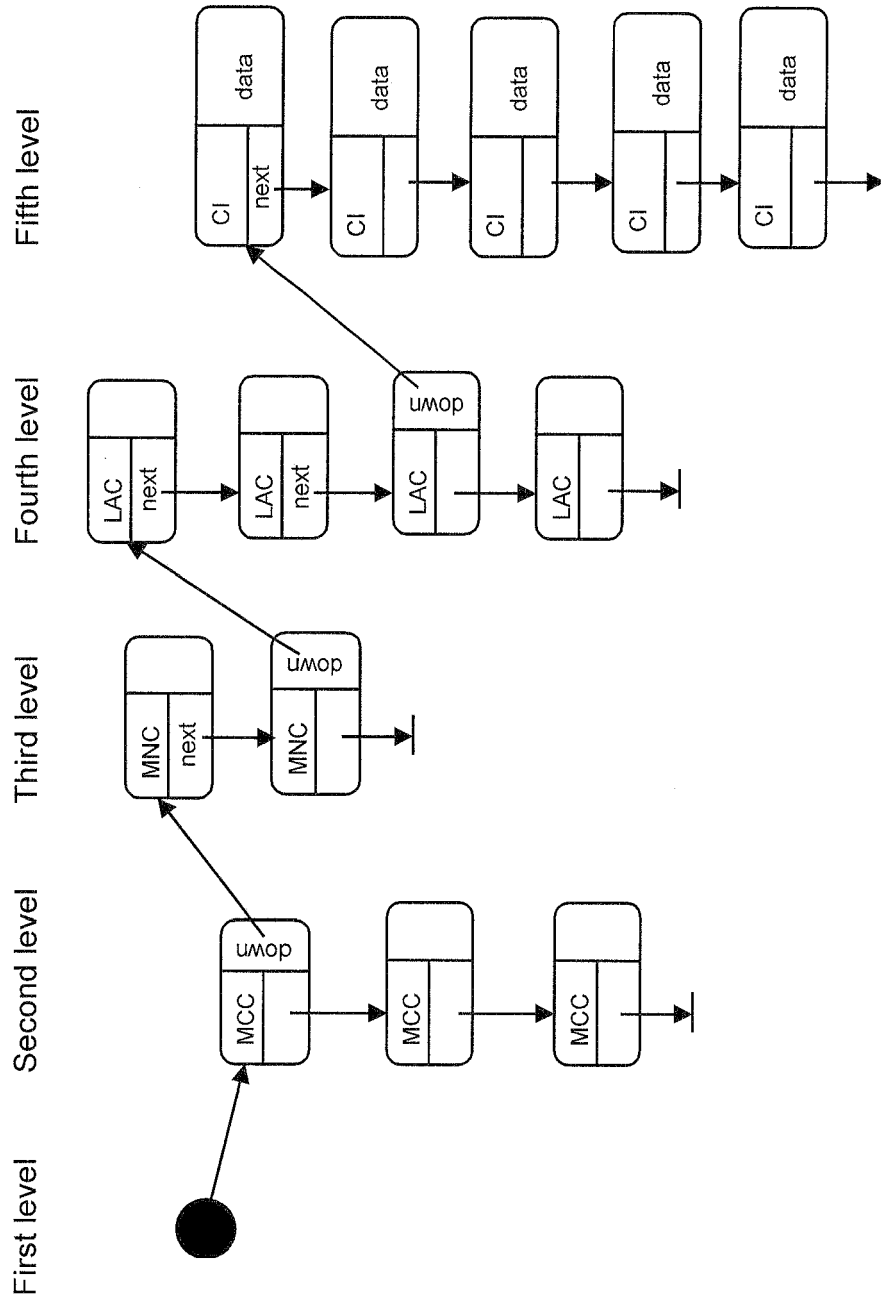 First level
Second level
Third level
Fourth level
Fifth level
MCC
down
MCC
MCC
MNC
next
MNC
down
LAC
next
LAC
next
LAC
down
LAC
CI
next
data
CI
data
CI
data
CI
data
CI
data